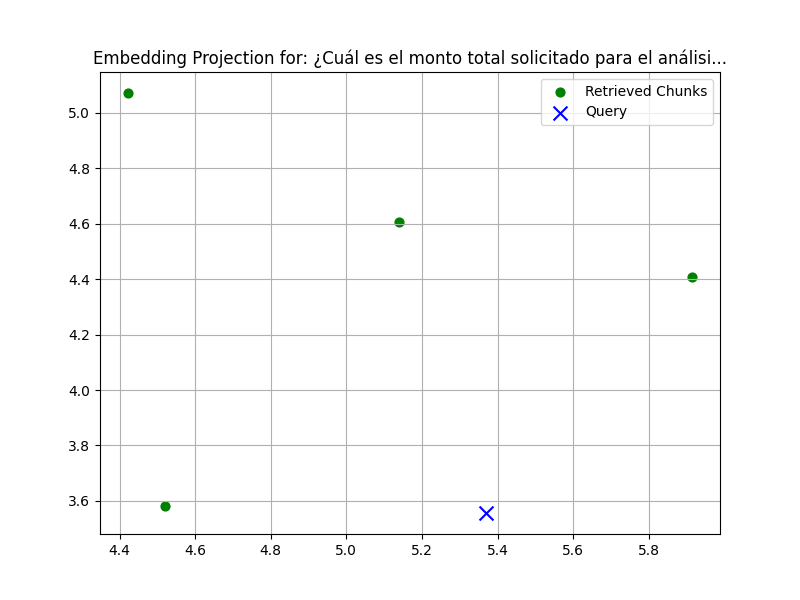 Embedding Projection for: ¿Cuál es el monto total solicitado para el análisi...
Retrieved Chunks
Query
5.0
4.8
4.6
4.4
4.2
4.0
3.8
3.6
4.4 4.6 4.8 5.0 5.2 5.4 5.6 5.8